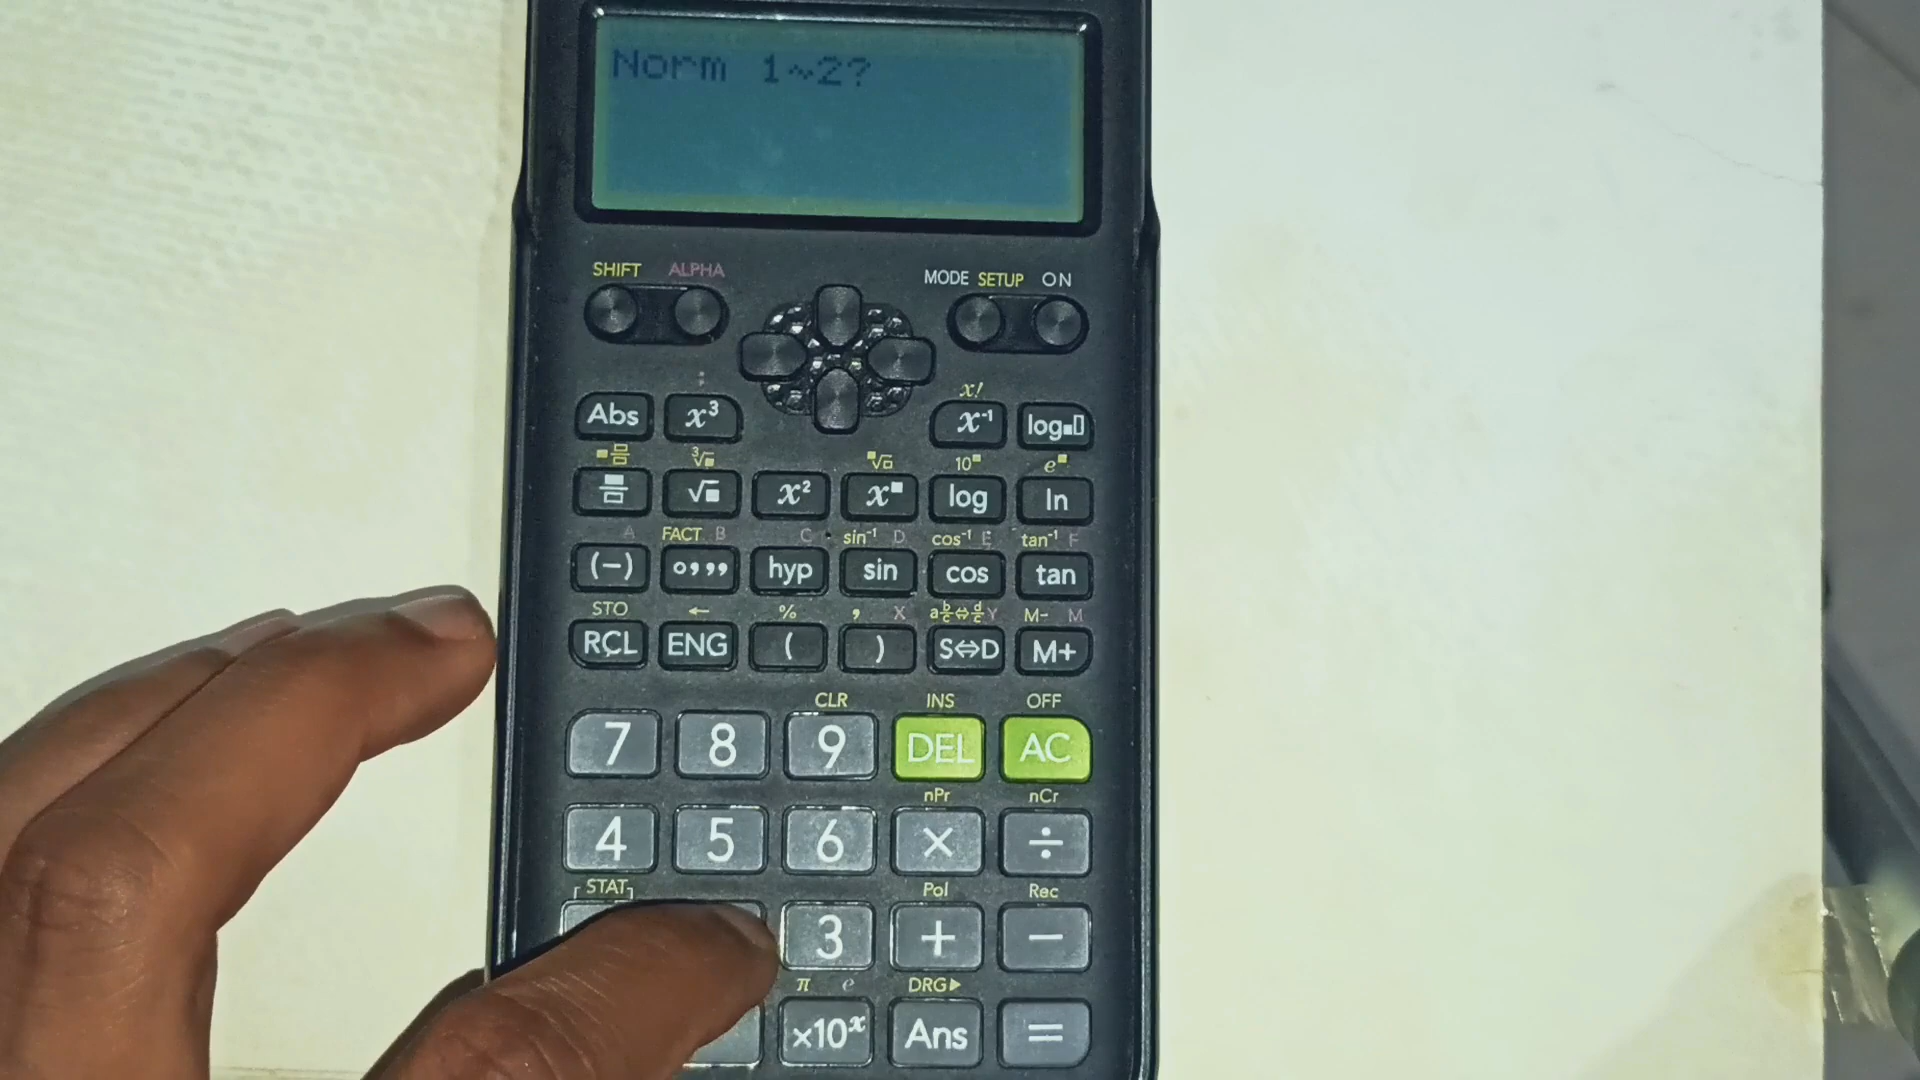 Norm 1~2?
SHIFT ALPHA MODE SETUP ON
;
x!
Abs x³ x⁻¹ log▪▯
▪▭/▭ ³√▪ ▪√▫ 10▪ e▪
▪/▭ √▪ x² x▪ log ln
A FACT B C sin⁻¹ D cos⁻¹ E tan⁻¹ F
(−) °,,, hyp sin cos tan
STO ← % , X a b/c⇔d/c Y M− M
RCL ENG ( ) S⇔D M+
CLR INS OFF
7 8 9 DEL AC
nPr nCr
4 5 6 × ÷
STAT Pol Rec
3 + −
π e DRG▶
×10ˣ Ans =